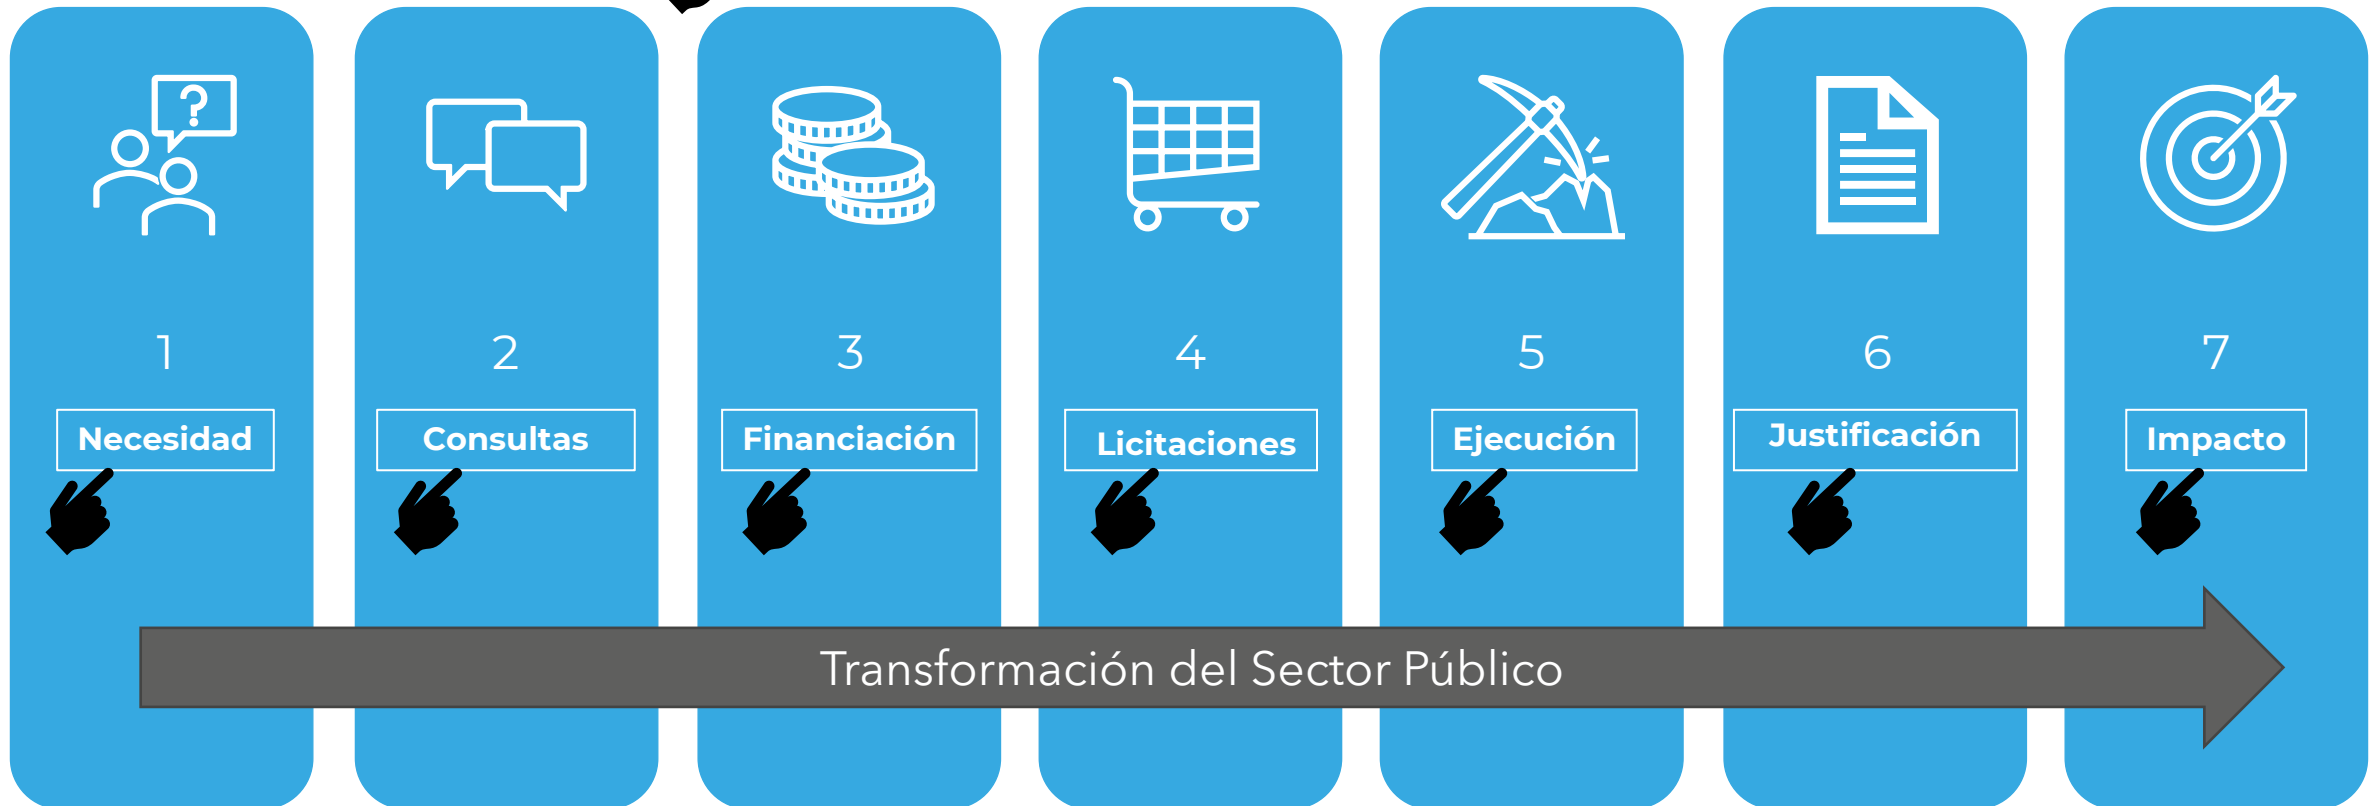 ?
1
Necesidad
2
Consultas
3
Financiación
4
Licitaciones
5
Ejecución
6
Justificación
7
Impacto
Transformación del Sector Público